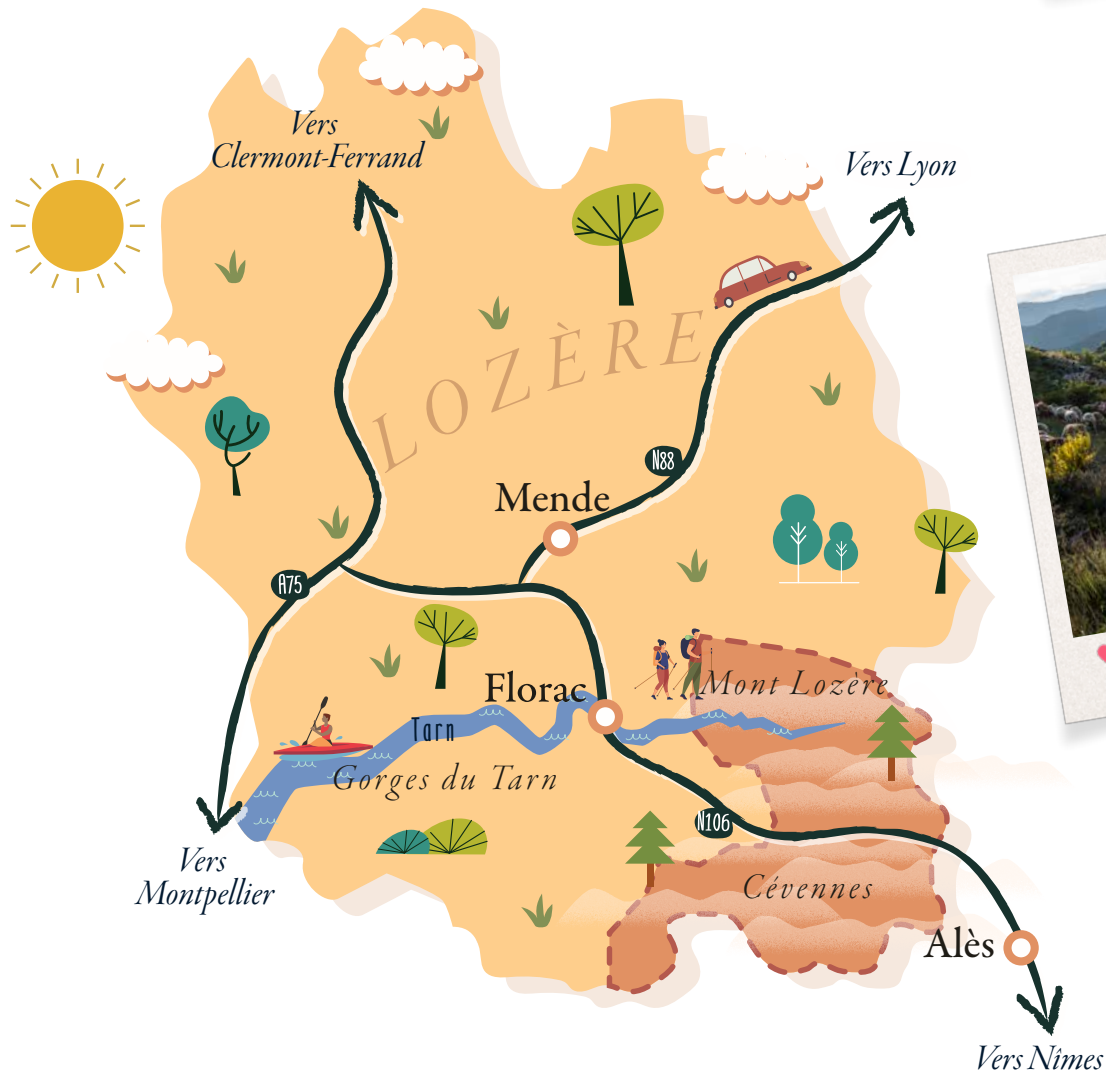 Vers
Clermont-Ferrand
Vers Lyon
LOZÈRE
N88
Mende
A75
Florac
Mont Lozère
Tarn
Gorges du Tarn
N106
Vers
Montpellier
Cévennes
Alès
Vers Nîmes